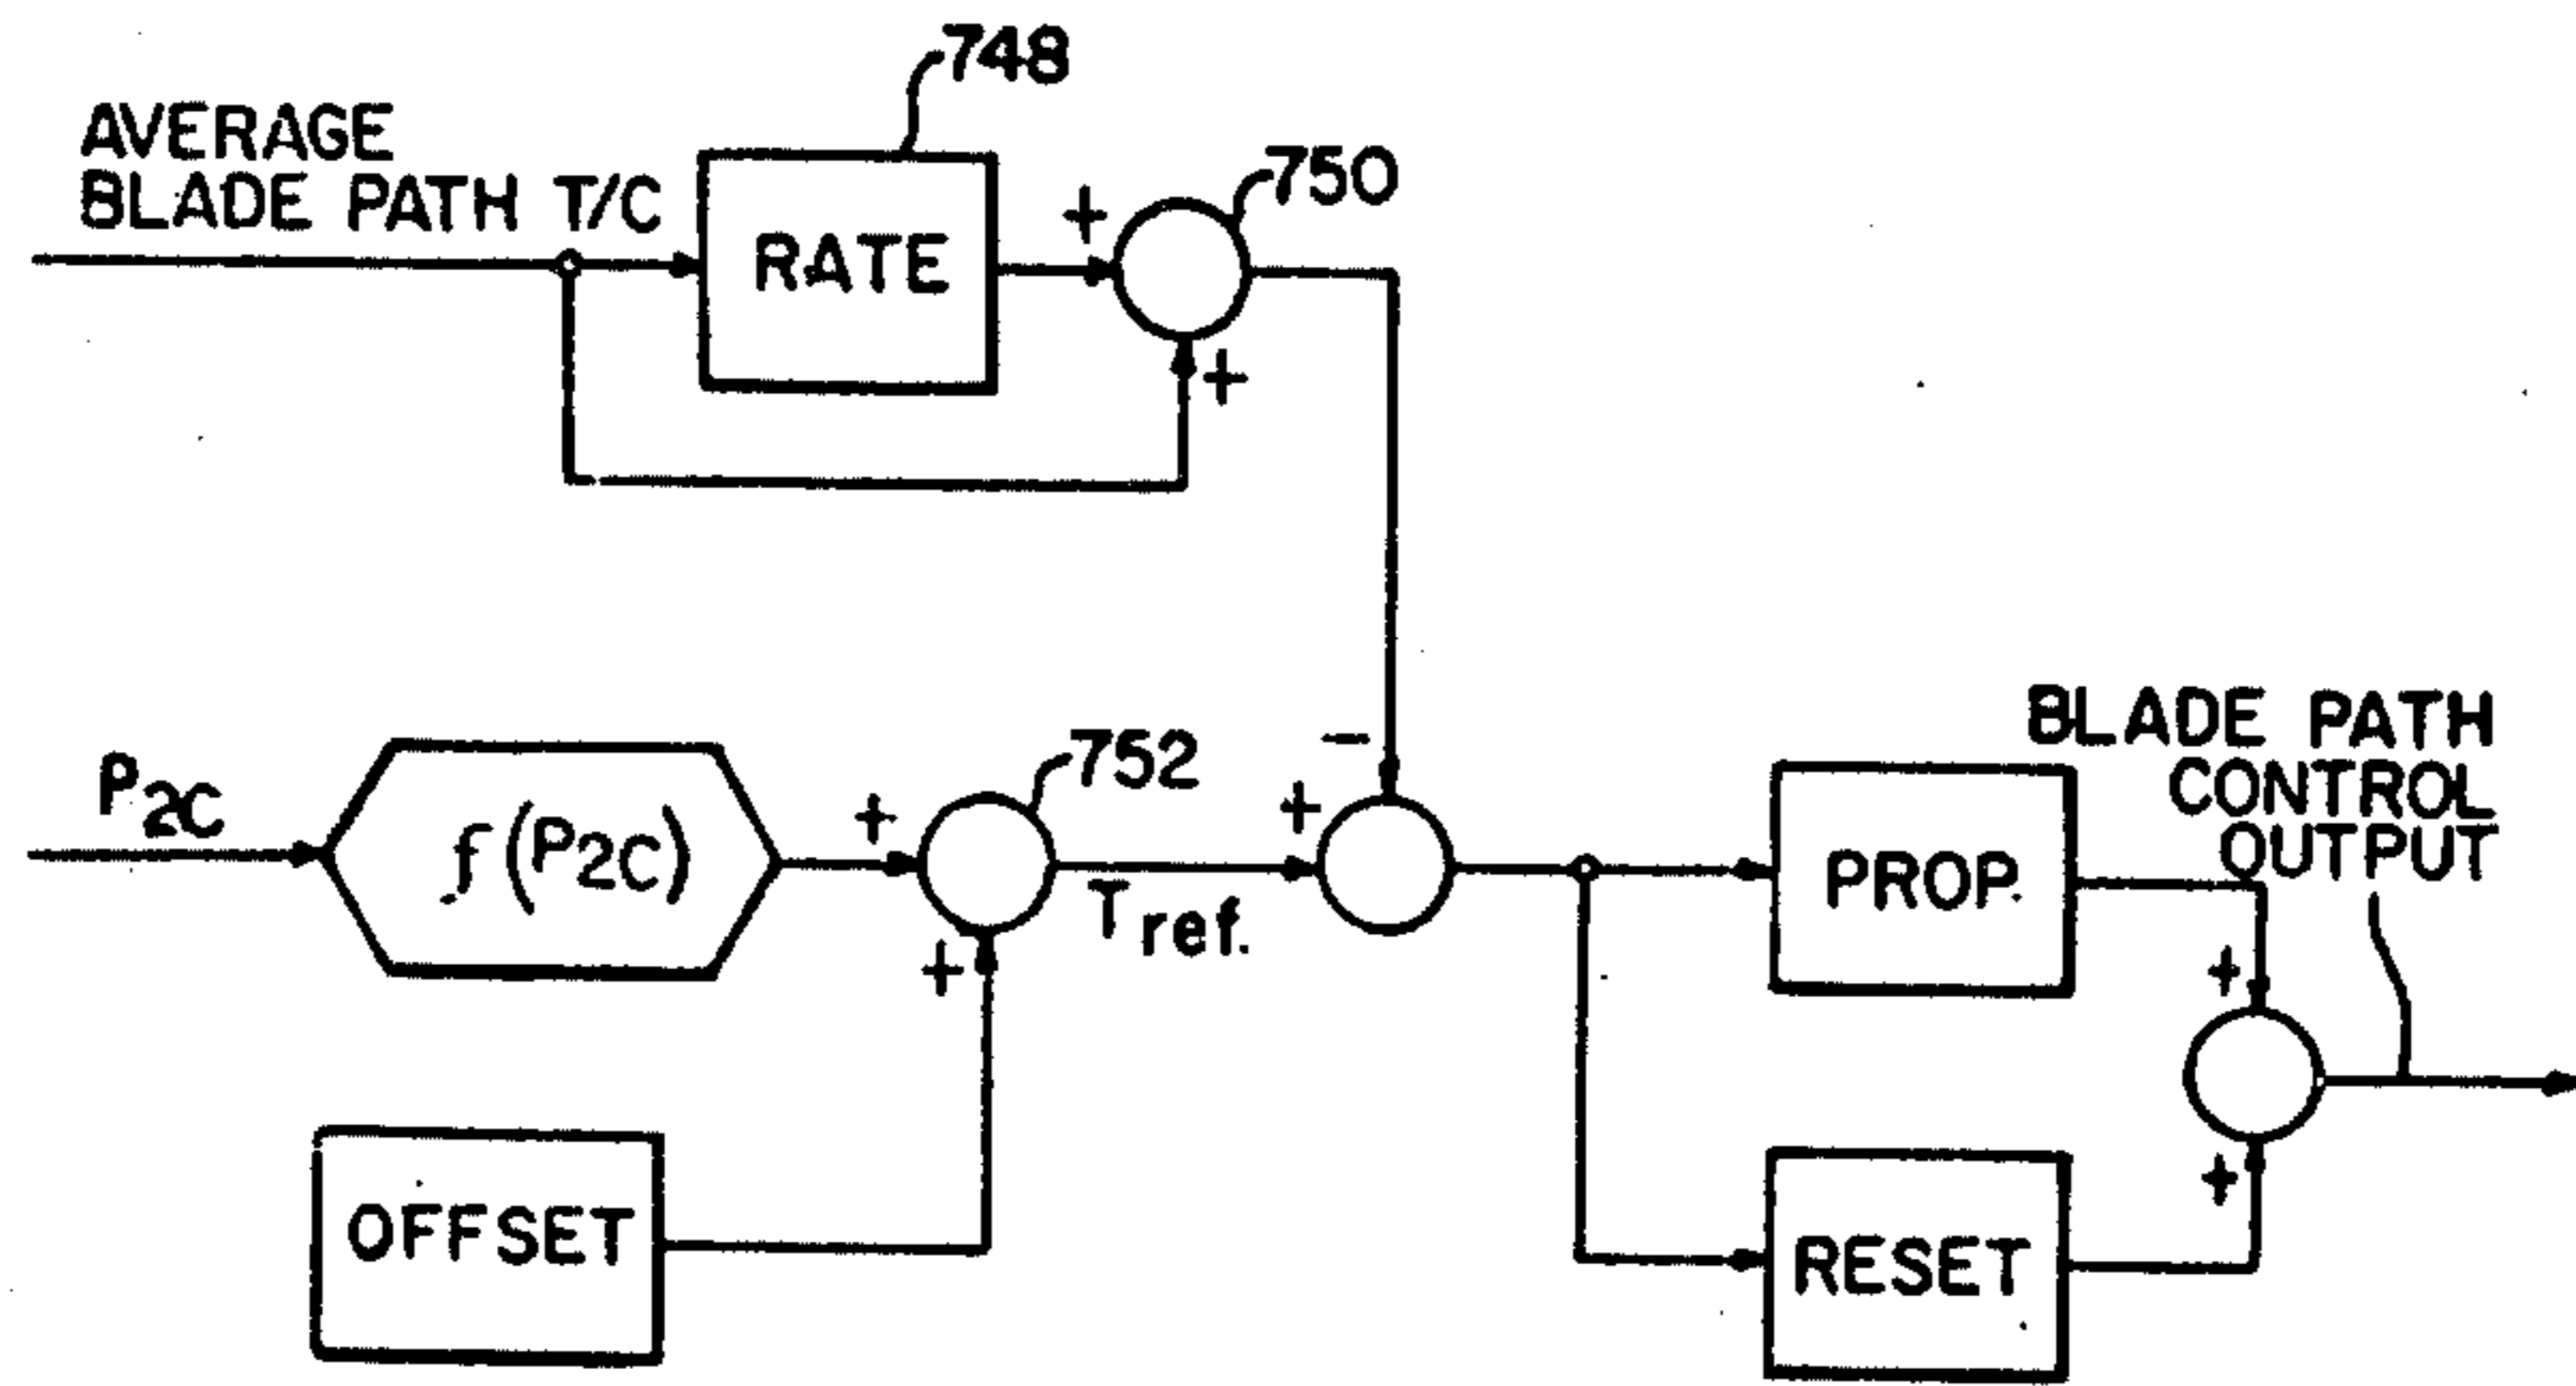 748
AVERAGE
BLADE PATH T/C
RATE
+
750
+
P2C
f(P2C)
+
752
+
Tref.
-
+
PROP.
BLADE PATH
CONTROL
OUTPUT
+
OFFSET
RESET
+